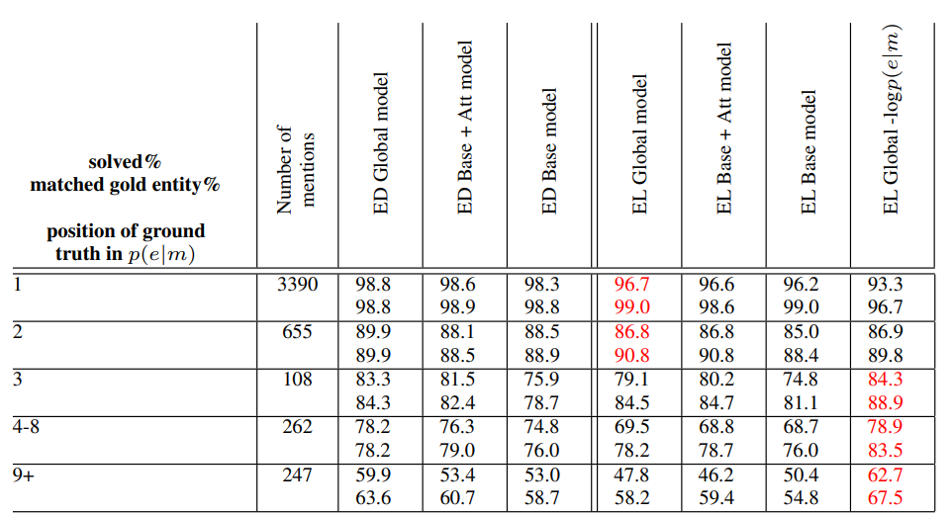 solved%
matched gold entity%
position of ground
truth in p(e|m)
Number of
mentions
ED Global model
ED Base + Att model
ED Base model
EL Global model
EL Base + Att model
EL Base model
EL Global -logp(e|m)
1 3390 98.8 98.6 98.3 96.7 96.6 96.2 93.3
98.8 98.9 98.8 99.0 98.6 99.0 96.7
2 655 89.9 88.1 88.5 86.8 86.8 85.0 86.9
89.9 88.5 88.9 90.8 90.8 88.4 89.8
3 108 83.3 81.5 75.9 79.1 80.2 74.8 84.3
84.3 82.4 78.7 84.5 84.7 81.1 88.9
4-8 262 78.2 76.3 74.8 69.5 68.8 68.7 78.9
78.2 79.0 76.0 78.2 78.7 76.0 83.5
9+ 247 59.9 53.4 53.0 47.8 46.2 50.4 62.7
63.6 60.7 58.7 58.2 59.4 54.8 67.5